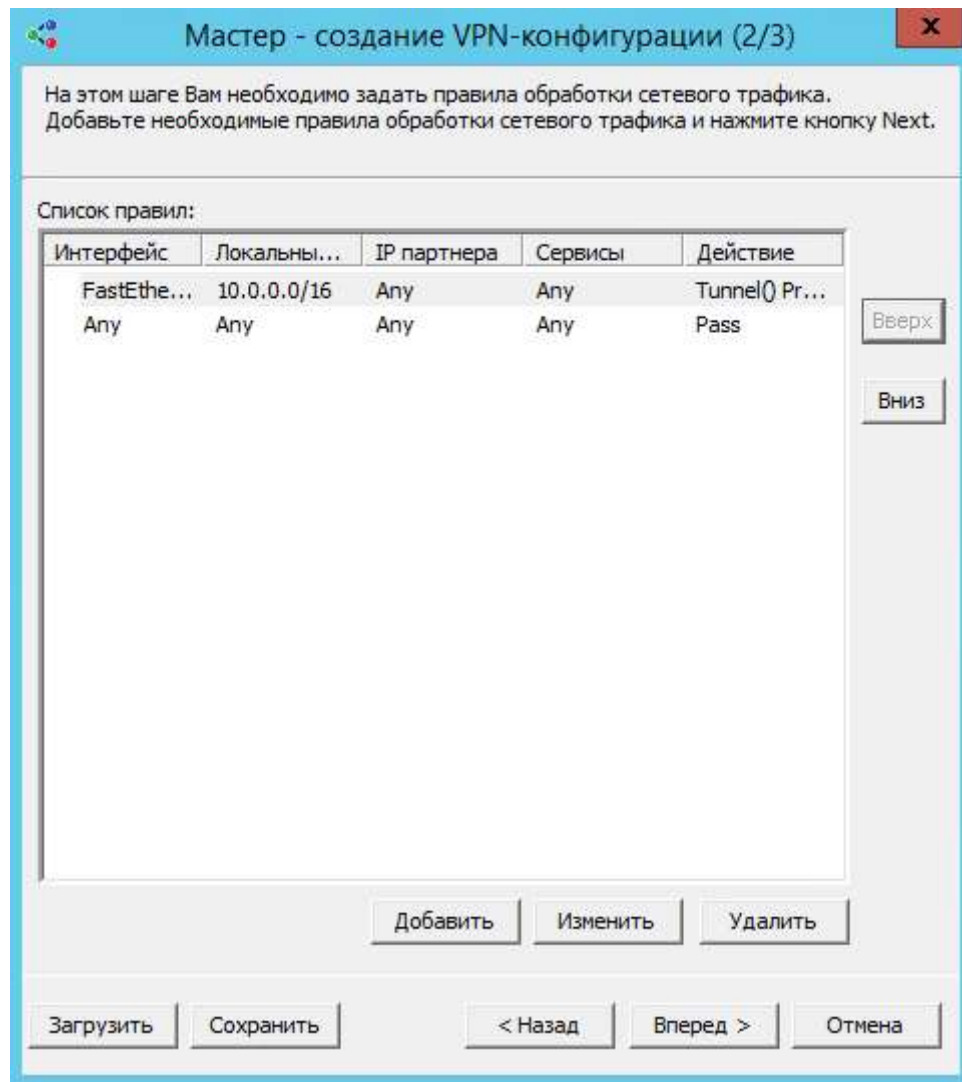 Мастер - создание VPN-конфигурации (2/3)
x
На этом шаге Вам необходимо задать правила обработки сетевого трафика.
Добавьте необходимые правила обработки сетевого трафика и нажмите кнопку Next.
Список правил:
Интерфейс Локальны... IP партнера Сервисы Действие
FastEthe... 10.0.0.0/16 Any Any Tunnel() Pr...
Any Any Any Any Pass
Вверх
Вниз
Добавить Изменить Удалить
Загрузить Сохранить < Назад Вперед > Отмена